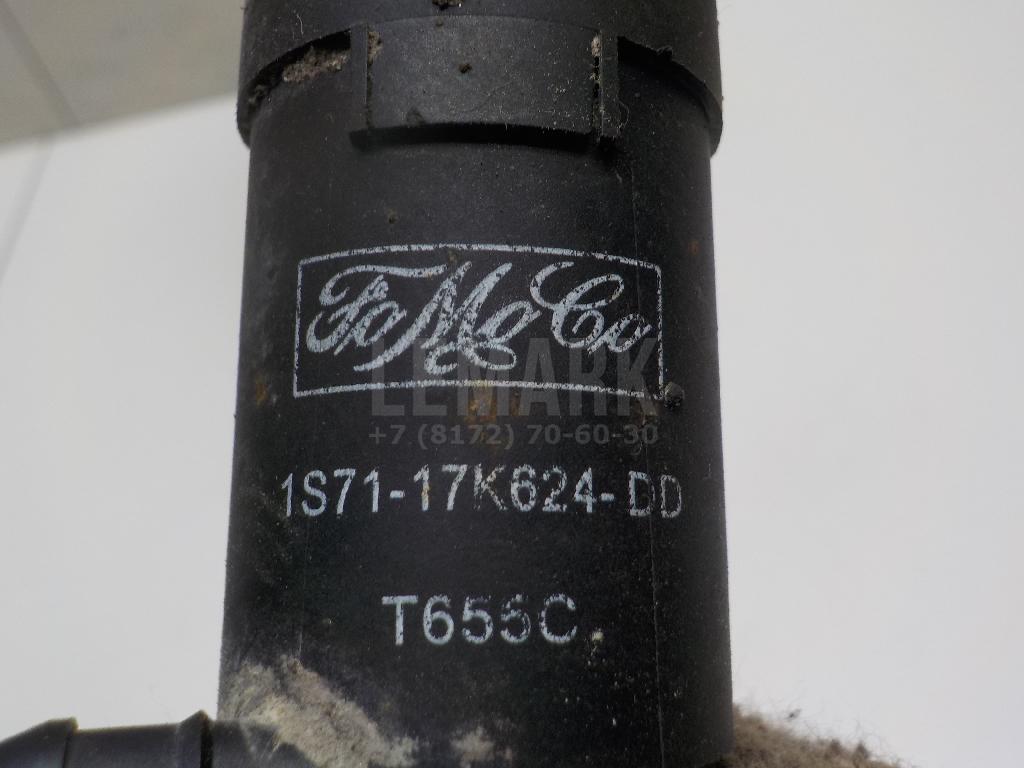 FoMoCo
LEMARK
+7 (8172) 70-60-30
1S71-17K624-DD
T655C